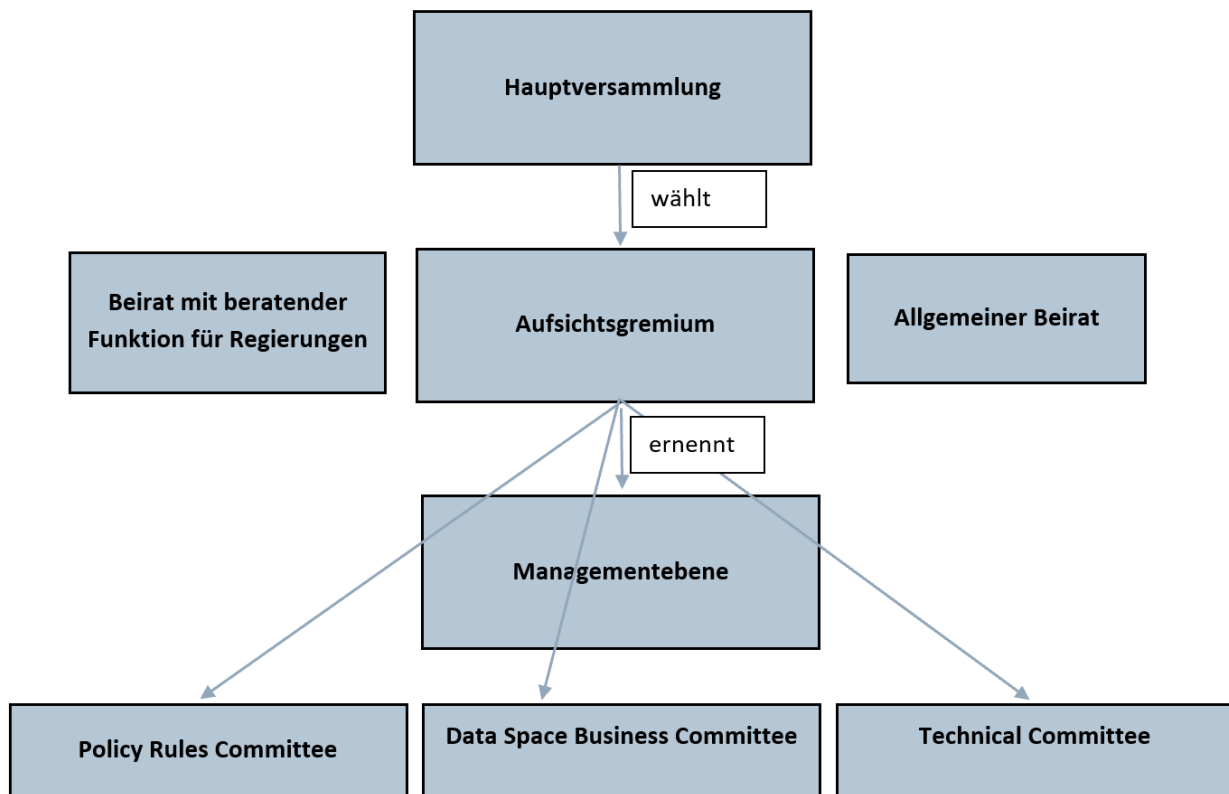 Hauptversammlung
wählt
Beirat mit beratender
Funktion für Regierungen
Aufsichtsgremium
Allgemeiner Beirat
ernennt
Managementebene
Policy Rules Committee
Data Space Business Committee
Technical Committee